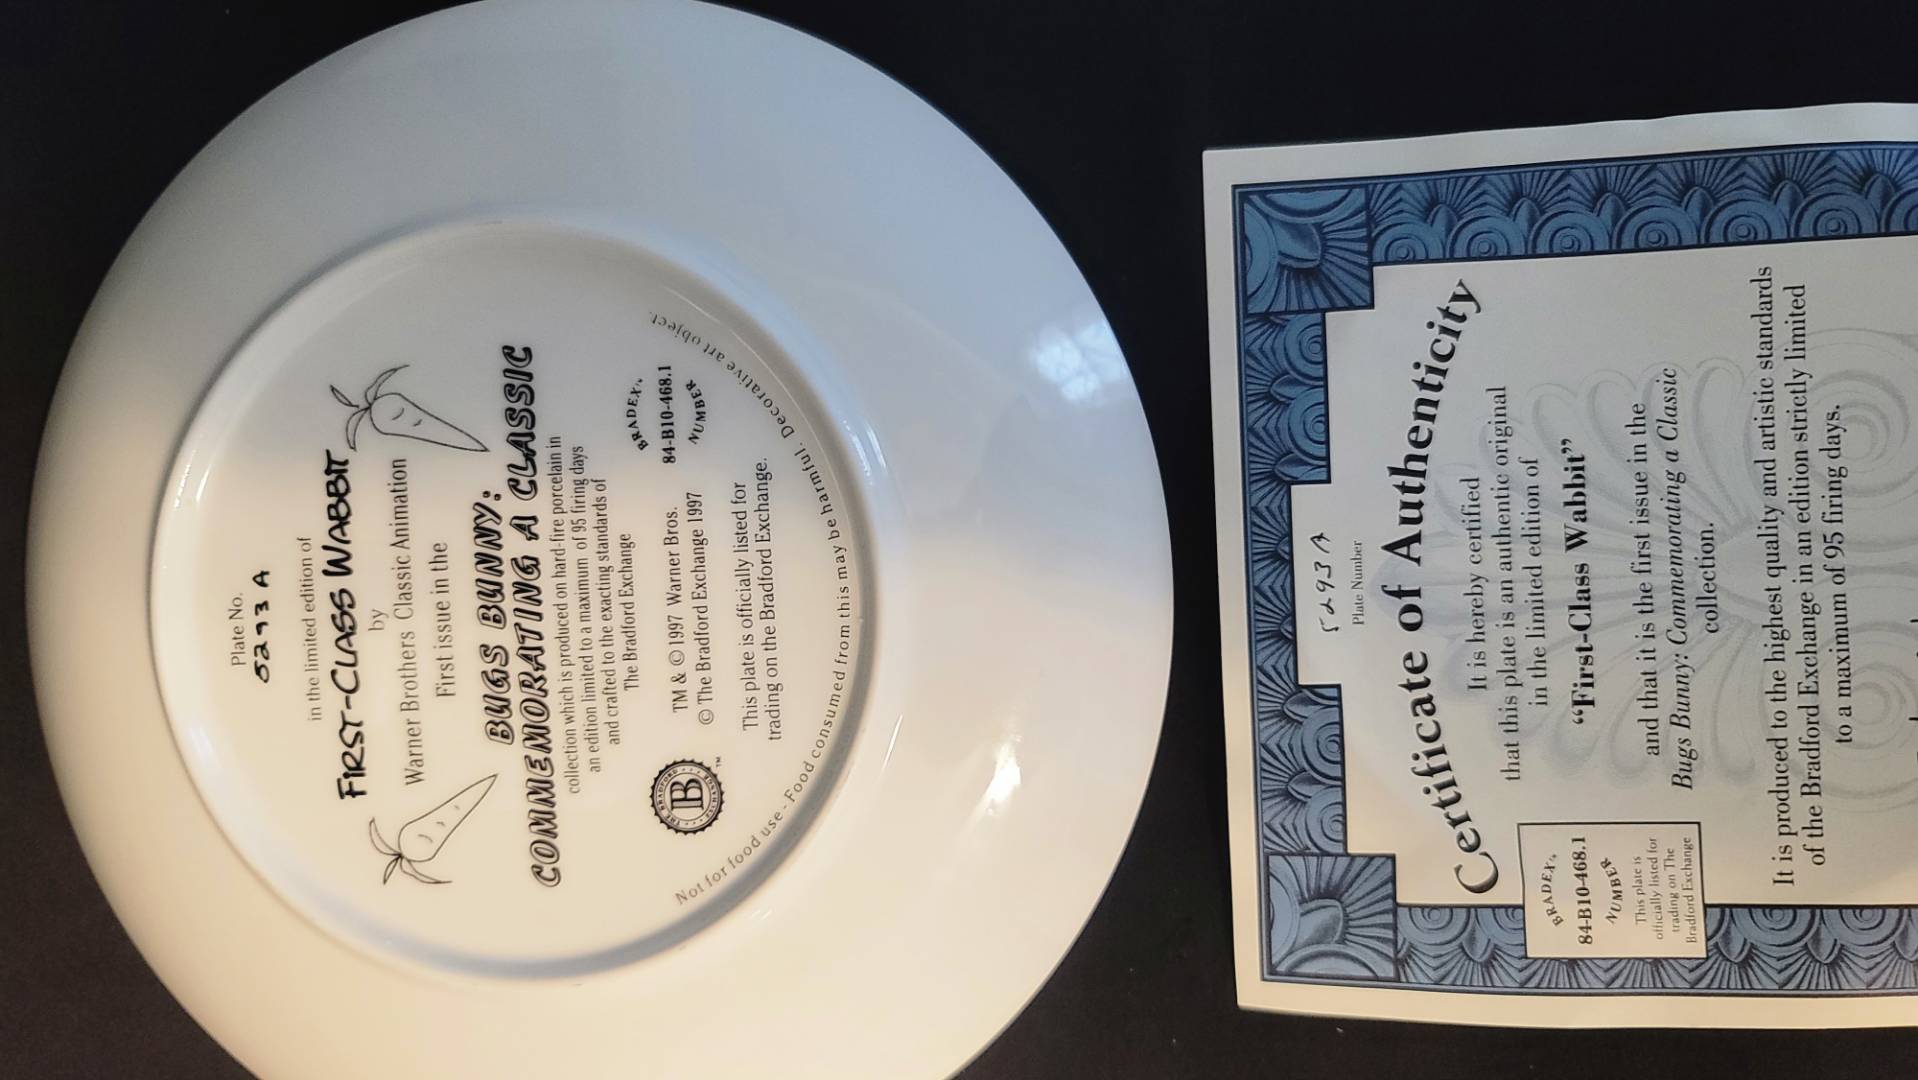 Plate No.
5293 A
in the limited edition of
FIRST-CLASS WABBIT
by
Warner Brothers Classic Animation
First issue in the
BUGS BUNNY:
COMMEMORATING A CLASSIC
collection which is produced on hard-fire porcelain in
an edition limited to a maximum of 95 firing days
and crafted to the exacting standards of
The Bradford Exchange
TM & © 1997 Warner Bros.
© The Bradford Exchange 1997
BRADEX
84-B10-468.1
NUMBER
THE BRADFORD EXCHANGE
B
TM
This plate is officially listed for
trading on the Bradford Exchange.
Not for food use - Food consumed from this may be harmful. Decorative art object.
5293 A
Plate Number
Certificate of Authenticity
It is hereby certified
that this plate is an authentic original
in the limited edition of
“First-Class Wabbit”
and that it is the first issue in the
Bugs Bunny: Commemorating a Classic
collection.
BRADEX
84-B10-468.1
NUMBER
This plate is
officially listed for
trading on The
Bradford Exchange
It is produced to the highest quality and artistic standards
of the Bradford Exchange in an edition strictly limited
to a maximum of 95 firing days.